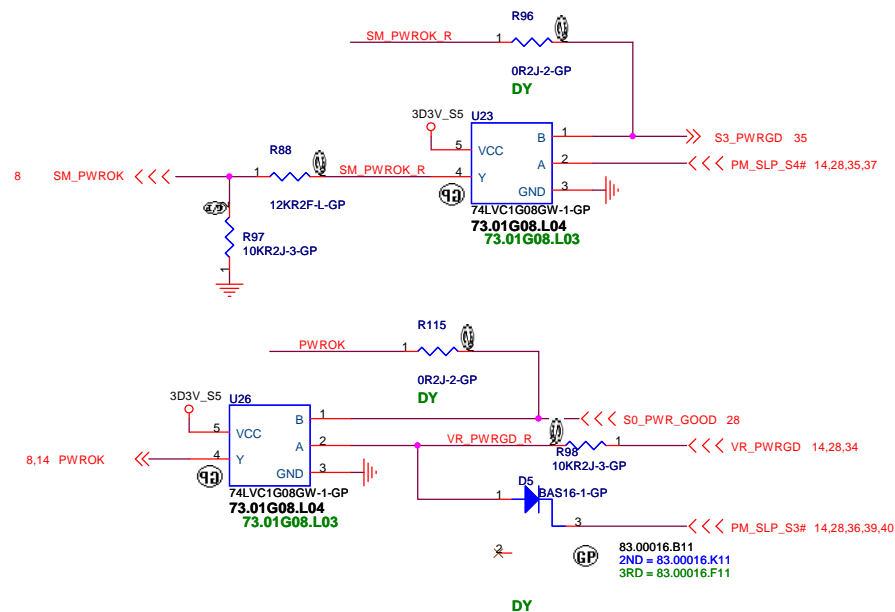 R96
SM_PWROK_R 1 2
0R2J-2-GP
DY
3D3V_S5 U23
5 VCC B 1 S3_PWRGD 35
A 2 PM_SLP_S4# 14,28,35,37
8 SM_PWROK 1 R88 2 SM_PWROK_R 4 Y
GND 3
12KR2F-L-GP
GP
74LVC1G08GW-1-GP
73.01G08.L04
73.01G08.L03
R97
10KR2J-3-GP
1
R115
PWROK 1 2
0R2J-2-GP
DY
3D3V_S5 U26
5 VCC B 1 S0_PWR_GOOD 28
A 2 VR_PWRGD_R 2 R98 1 VR_PWRGD 14,28,34
10KR2J-3-GP
8,14 PWROK 4 Y
GND 3
GP
74LVC1G08GW-1-GP
73.01G08.L04
73.01G08.L03
D5
BAS16-1-GP
1 3 PM_SLP_S3# 14,28,36,39,40
2
GP
83.00016.B11
2ND = 83.00016.K11
3RD = 83.00016.F11
DY